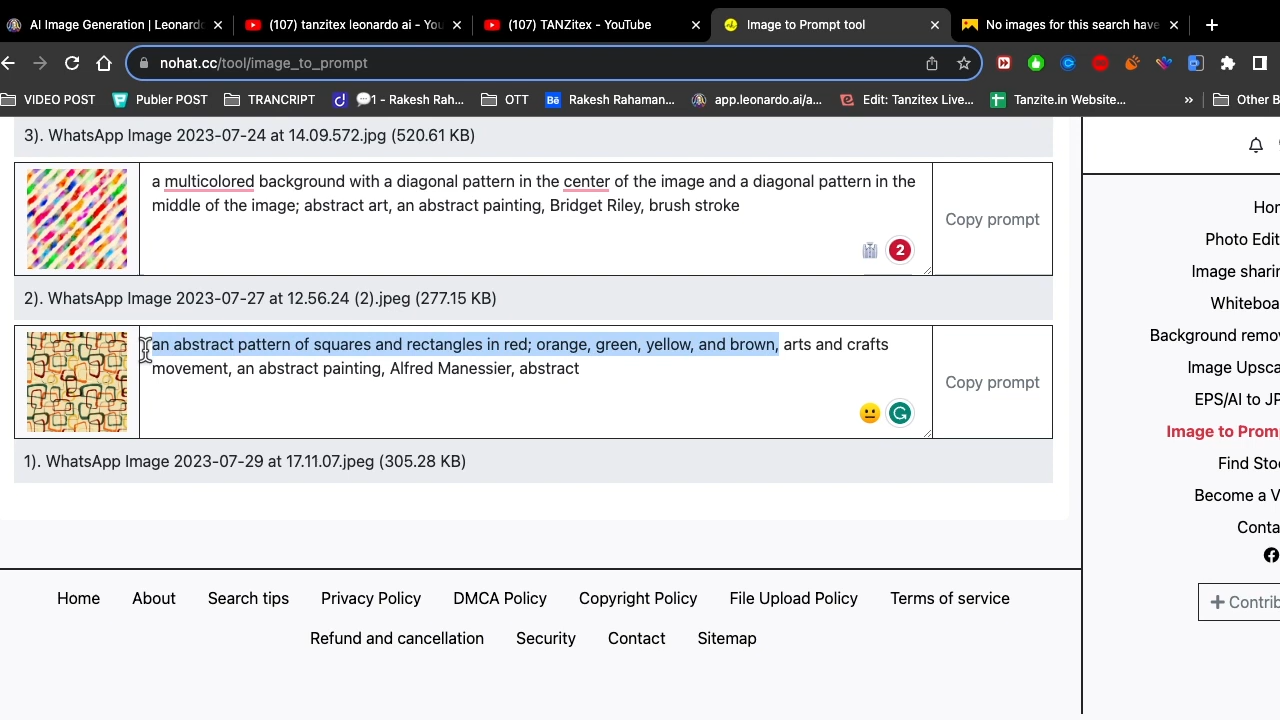 AI Image Generation | Leonardo
(107) tanzitex leonardo ai - You
(107) TANZitex - YouTube
Image to Prompt tool
No images for this search have
nohat.cc/tool/image_to_prompt
VIDEO POST
Publer POST
TRANCRIPT
1 - Rakesh Rah...
OTT
Rakesh Rahaman...
app.leonardo.ai/a...
Edit: Tanzitex Live...
Tanzite.in Website...
»
Other B
3). WhatsApp Image 2023-07-24 at 14.09.572.jpg (520.61 KB)
a multicolored background with a diagonal pattern in the center of the image and a diagonal pattern in the
middle of the image; abstract art, an abstract painting, Bridget Riley, brush stroke
2
Copy prompt
2). WhatsApp Image 2023-07-27 at 12.56.24 (2).jpeg (277.15 KB)
an abstract pattern of squares and rectangles in red; orange, green, yellow, and brown, arts and crafts
movement, an abstract painting, Alfred Manessier, abstract
Copy prompt
1). WhatsApp Image 2023-07-29 at 17.11.07.jpeg (305.28 KB)
Hor
Photo Edit
Image sharin
Whiteboa
Background remov
Image Upsca
EPS/AI to JP
Image to Prom
Find Stoc
Become a V
Conta
+ Contrib
Home
About
Search tips
Privacy Policy
DMCA Policy
Copyright Policy
File Upload Policy
Terms of service
Refund and cancellation
Security
Contact
Sitemap